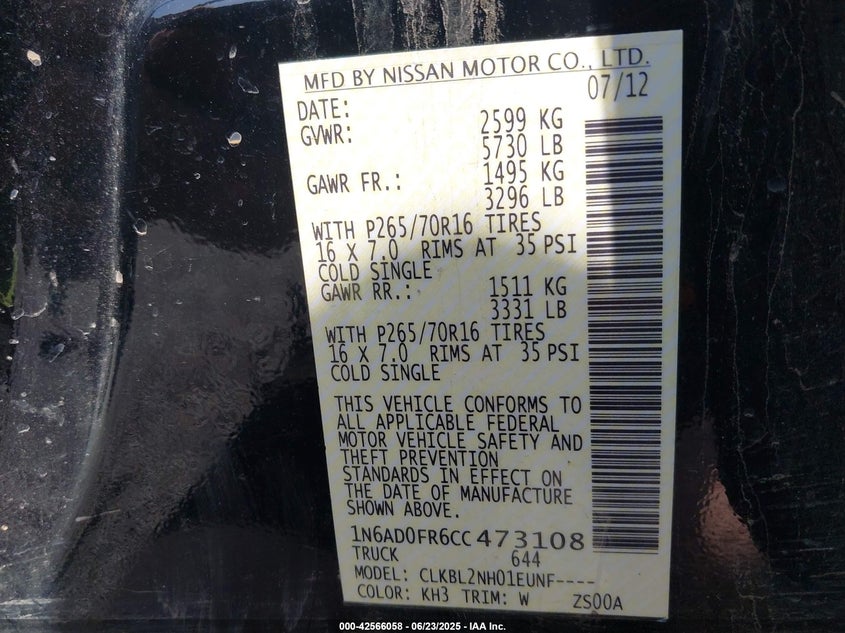 MFD BY NISSAN MOTOR CO., LTD.
DATE: 07/12
GVWR: 2599 KG
5730 LB
GAWR FR.: 1495 KG
3296 LB
WITH P265/70R16 TIRES
16 X 7.0 RIMS AT 35 PSI
COLD SINGLE
GAWR RR.: 1511 KG
3331 LB
WITH P265/70R16 TIRES
16 X 7.0 RIMS AT 35 PSI
COLD SINGLE
THIS VEHICLE CONFORMS TO
ALL APPLICABLE FEDERAL
MOTOR VEHICLE SAFETY AND
THEFT PREVENTION
STANDARDS IN EFFECT ON
THE DATE OF MANUFACTURE
SHOWN ABOVE.
1N6AD0FR6CC473108
TRUCK 644
MODEL: CLKBL2NH01EUNF----
COLOR: KH3 TRIM: W ZS00A
000-42566058 - 06/23/2025 - IAA Inc.